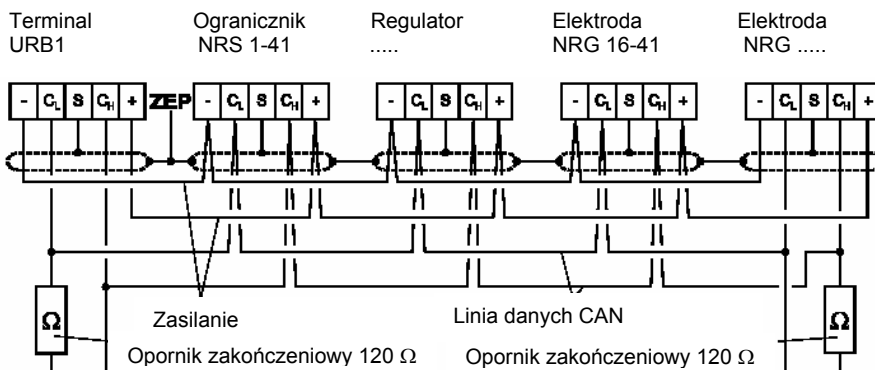 Terminal Ogranicznik Regulator Elektroda Elektroda
URB1 NRS 1-41 ..... NRG 16-41 NRG .....
- CL S CH + ZEP - CL S CH + - CL S CH + - CL S CH + - CL S CH +
Zasilanie Linia danych CAN
Ω Ω
Opornik zakończeniowy 120 Ω Opornik zakończeniowy 120 Ω